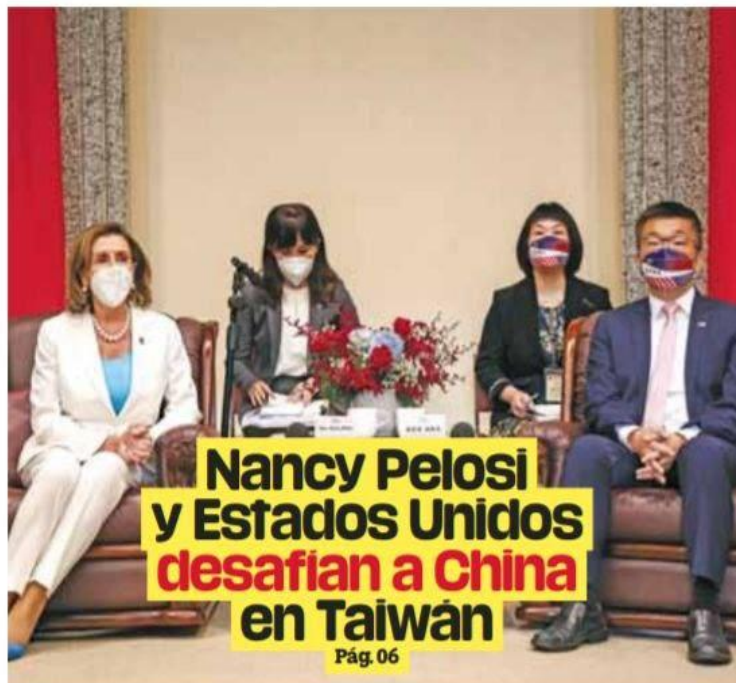 Nancy Pelosi
y Estados Unidos
desafían a China
en Taiwán
Pág. 06